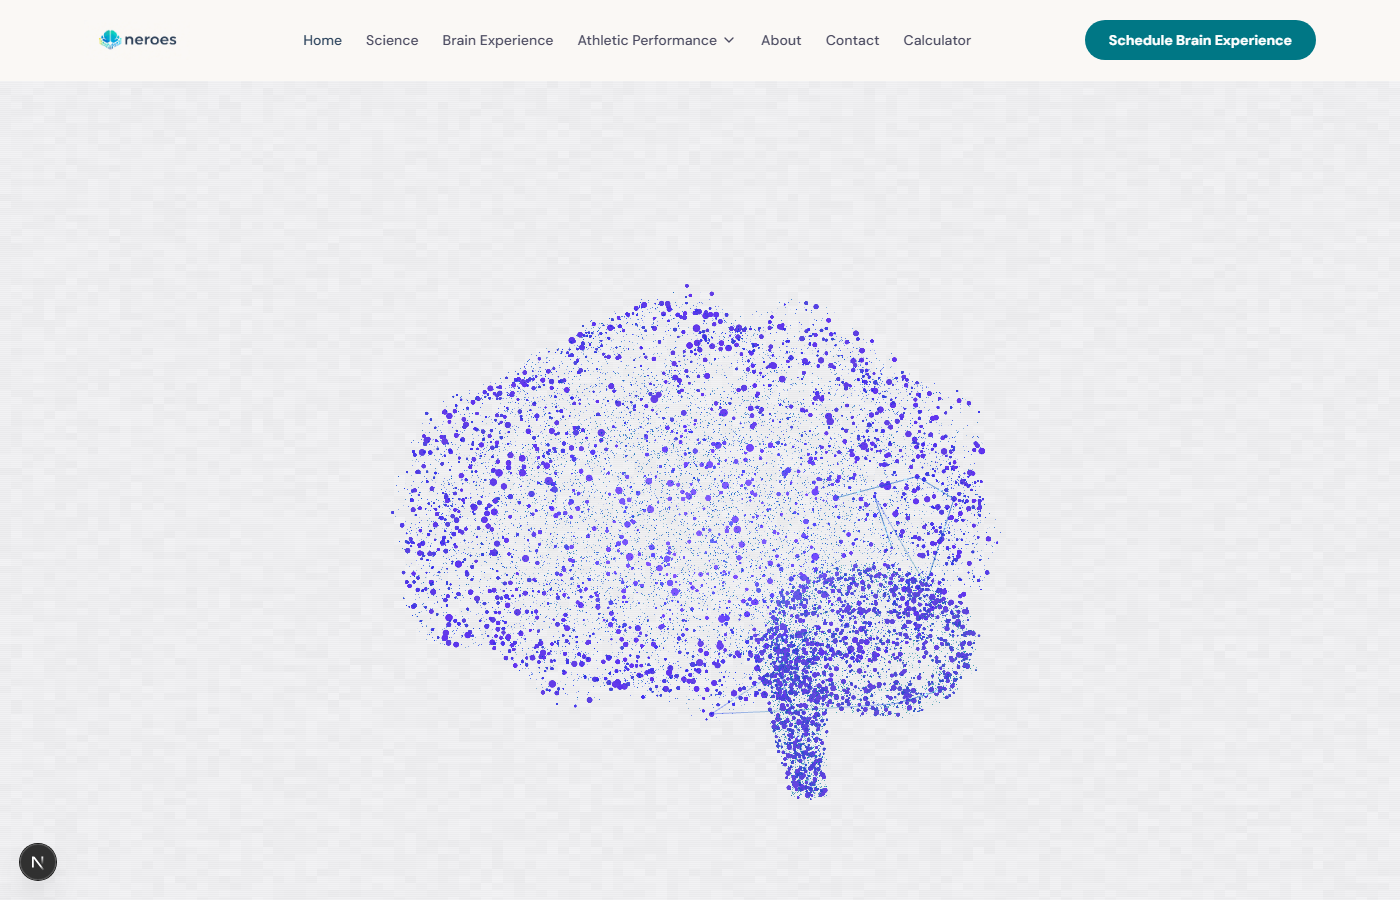 neroes
Home
Science
Brain Experience
Athletic Performance
About
Contact
Calculator
Schedule Brain Experience
N